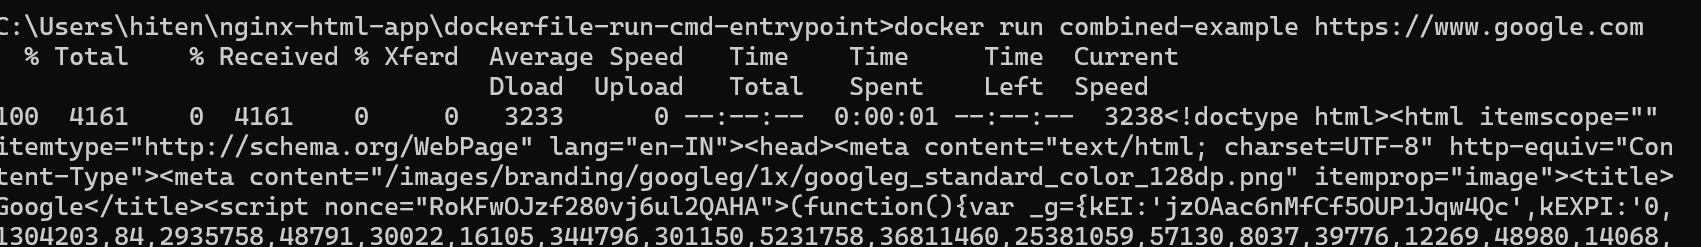 C:\Users\hiten\nginx-html-app\dockerfile-run-cmd-entrypoint>docker run combined-example https://www.google.com
% Total % Received % Xferd Average Speed Time Time Time Current
Dload Upload Total Spent Left Speed
100 4161 0 4161 0 0 3233 0 --:--:-- 0:00:01 --:--:-- 3238<!doctype html><html itemscope=""
itemtype="http://schema.org/WebPage" lang="en-IN"><head><meta content="text/html; charset=UTF-8" http-equiv="Con
tent-Type"><meta content="/images/branding/googleg/1x/googleg_standard_color_128dp.png" itemprop="image"><title>
Google</title><script nonce="RoKFwOJzf280vj6ul2QAHA">(function(){var _g={kEI:'jzOAac6nMfCf5OUP1Jqw4Qc',kEXPI:'0,
1304203,84,2935758,48791,30022,16105,344796,301150,5231758,36811460,25381059,57130,8037,39776,12269,48980,14068,